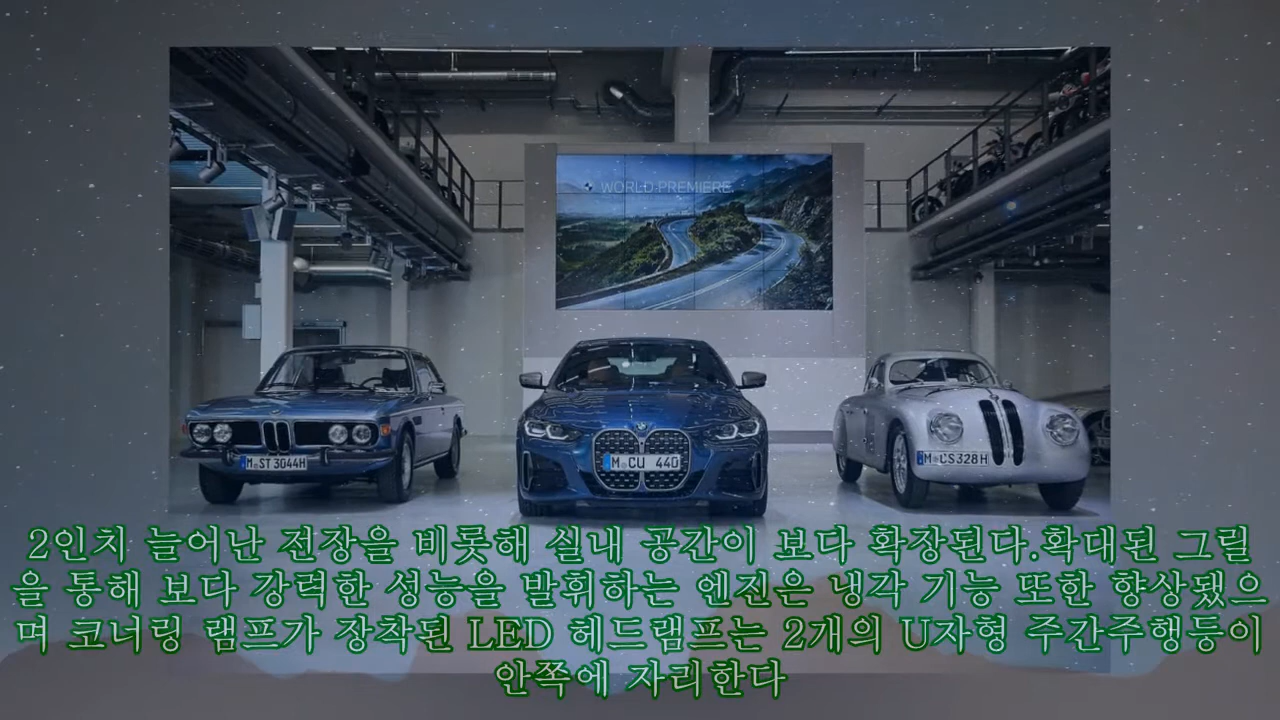 WORLD PREMIERE
M ST 3044H
M CU 440
M CS 328 H
2인치 늘어난 전장을 비롯해 실내 공간이 보다 확장된다.확대된 그릴
을 통해 보다 강력한 성능을 발휘하는 엔진은 냉각 기능 또한 향상됐으
며 코너링 램프가 장착된 LED 헤드램프는 2개의 U자형 주간주행등이
안쪽에 자리한다